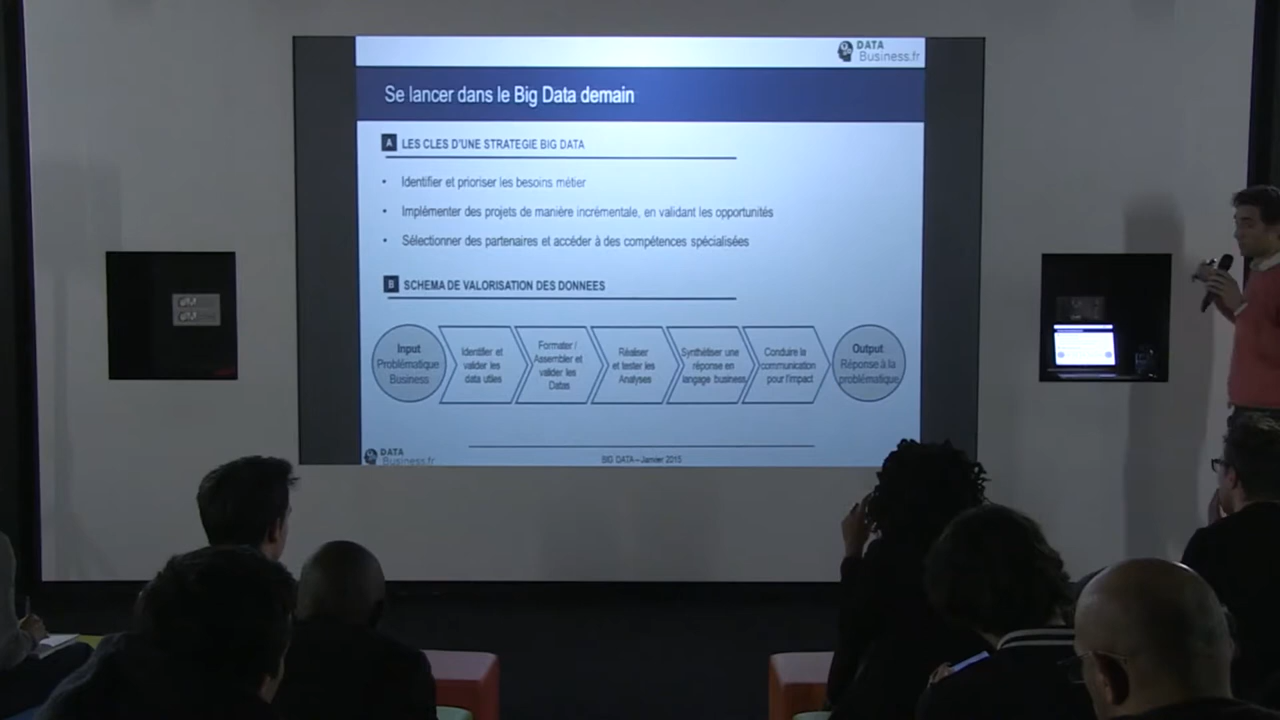 DATA
Business.fr
Se lancer dans le Big Data demain
A LES CLES D'UNE STRATEGIE BIG DATA
• Identifier et prioriser les besoins métier
• Implémenter des projets de manière incrémentale, en validant les opportunités
• Sélectionner des partenaires et accéder à des compétences spécialisées
B SCHEMA DE VALORISATION DES DONNEES
Input
Problématique
Business
Identifier et
valider les
data utiles
Formater /
Assembler et
valider les
Datas
Réaliser
et tester les
Analyses
Synthétiser une
réponse en
langage business
Conduire la
communication
pour l'impact
Output
Réponse à la
problématique
DATA
Business.fr
BIG DATA – Janvier 2015